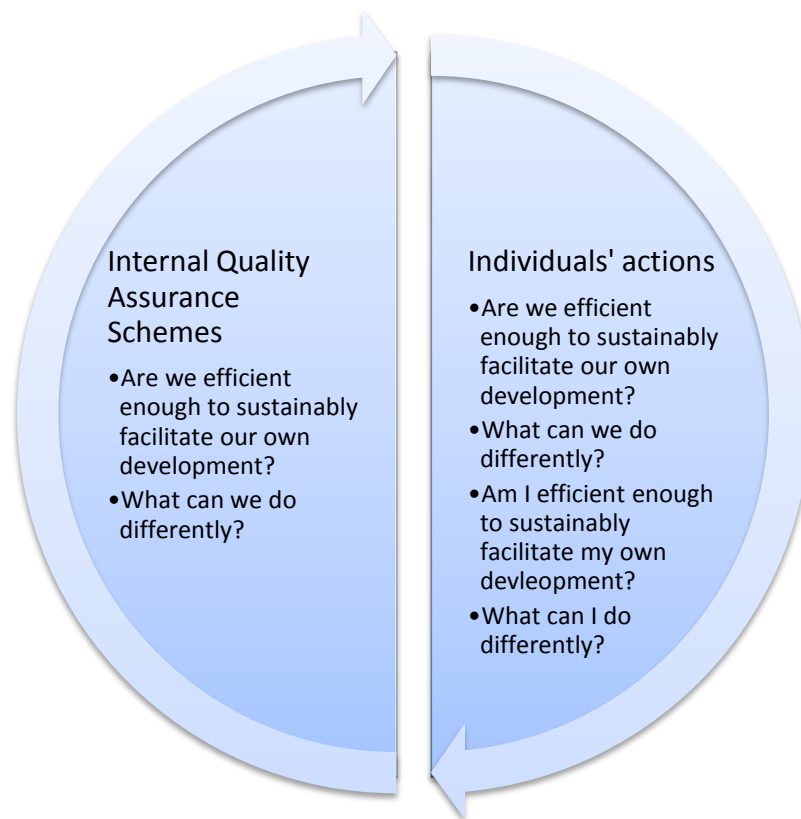 Internal Quality
Assurance
Schemes
•Are we efficient
enough to sustainably
facilitate our own
development?
•What can we do
differently?
Individuals' actions
•Are we efficient
enough to sustainably
facilitate our own
development?
•What can we do
differently?
•Am I efficient enough
to sustainably
facilitate my own
devleopment?
•What can I do
differently?